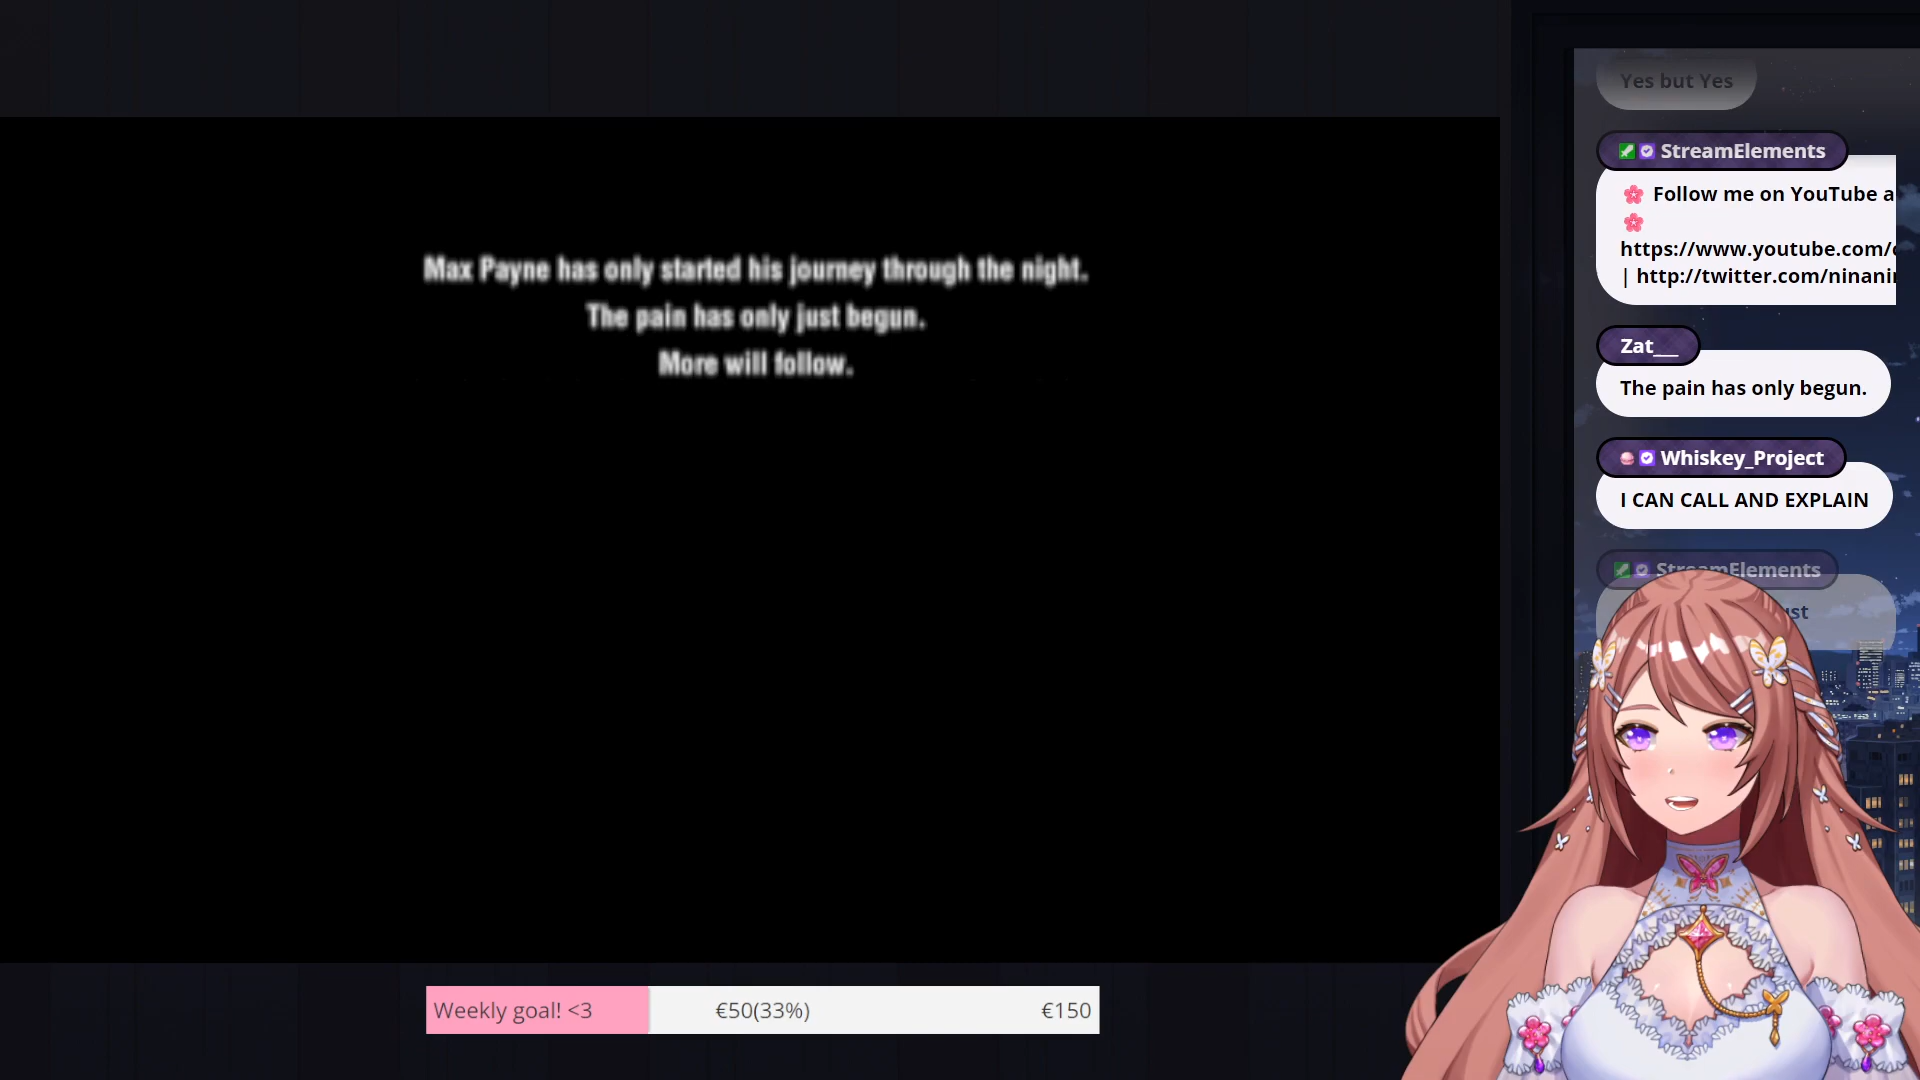 Max Payne has only started his journey through the night.
The pain has only just begun.
More will follow.
Yes but Yes
StreamElements
Follow me on YouTube a
https://www.youtube.com/
| http://twitter.com/ninanin
Zat___
The pain has only begun.
Whiskey_Project
I CAN CALL AND EXPLAIN
StreamElements
Weekly goal! <3 €50(33%) €150